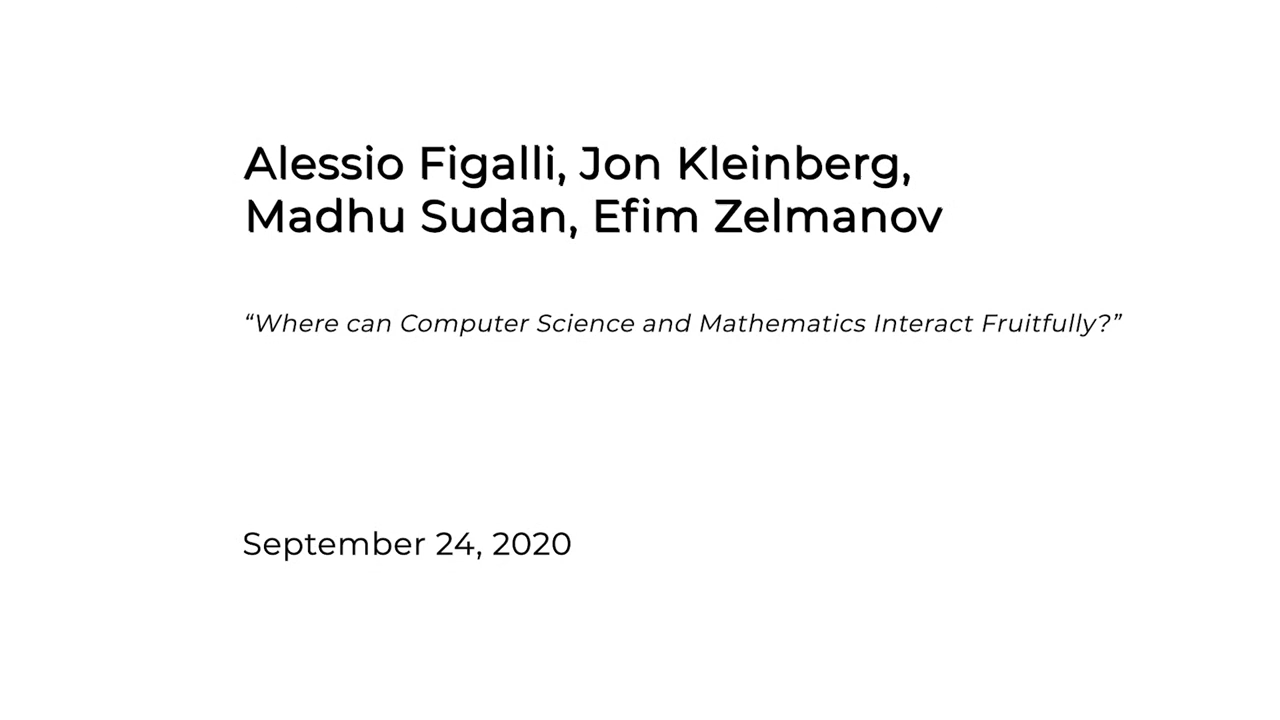 Alessio Figalli, Jon Kleinberg,
Madhu Sudan, Efim Zelmanov
“Where can Computer Science and Mathematics Interact Fruitfully?”
September 24, 2020